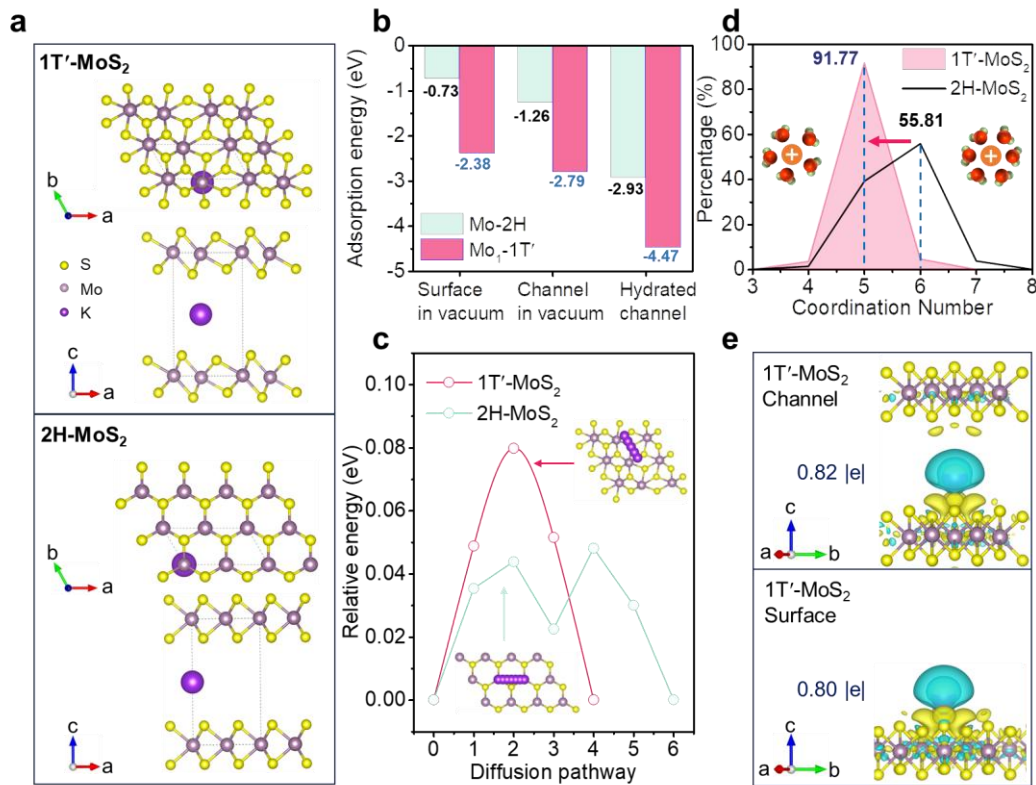 a
1T′-MoS₂
b
a
S
Mo
K
c
a
2H-MoS₂
b
a
c
a
b
Adsorption energy (eV)
0
-1
-2
-3
-4
-5
-0.73
-2.38
-1.26
-2.79
-2.93
-4.47
Mo-2H
Mo₁-1T′
Surface
in vacuum
Channel
in vacuum
Hydrated
channel
c
Relative energy (eV)
0.10
0.08
0.06
0.04
0.02
0.00
1T′-MoS₂
2H-MoS₂
0 1 2 3 4 5 6
Diffusion pathway
d
Percentage (%)
100
80
60
40
20
0
91.77
1T′-MoS₂
2H-MoS₂
55.81
+
+
3 4 5 6 7 8
Coordination Number
e
1T′-MoS₂
Channel
0.82 |e|
c
a
b
1T′-MoS₂
Surface
0.80 |e|
c
a
b